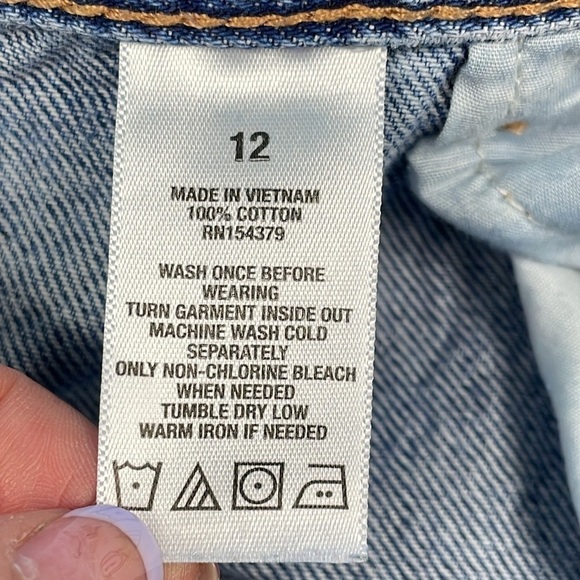 12
MADE IN VIETNAM
100% COTTON
RN154379
WASH ONCE BEFORE
WEARING
TURN GARMENT INSIDE OUT
MACHINE WASH COLD
SEPARATELY
ONLY NON-CHLORINE BLEACH
WHEN NEEDED
TUMBLE DRY LOW
WARM IRON IF NEEDED